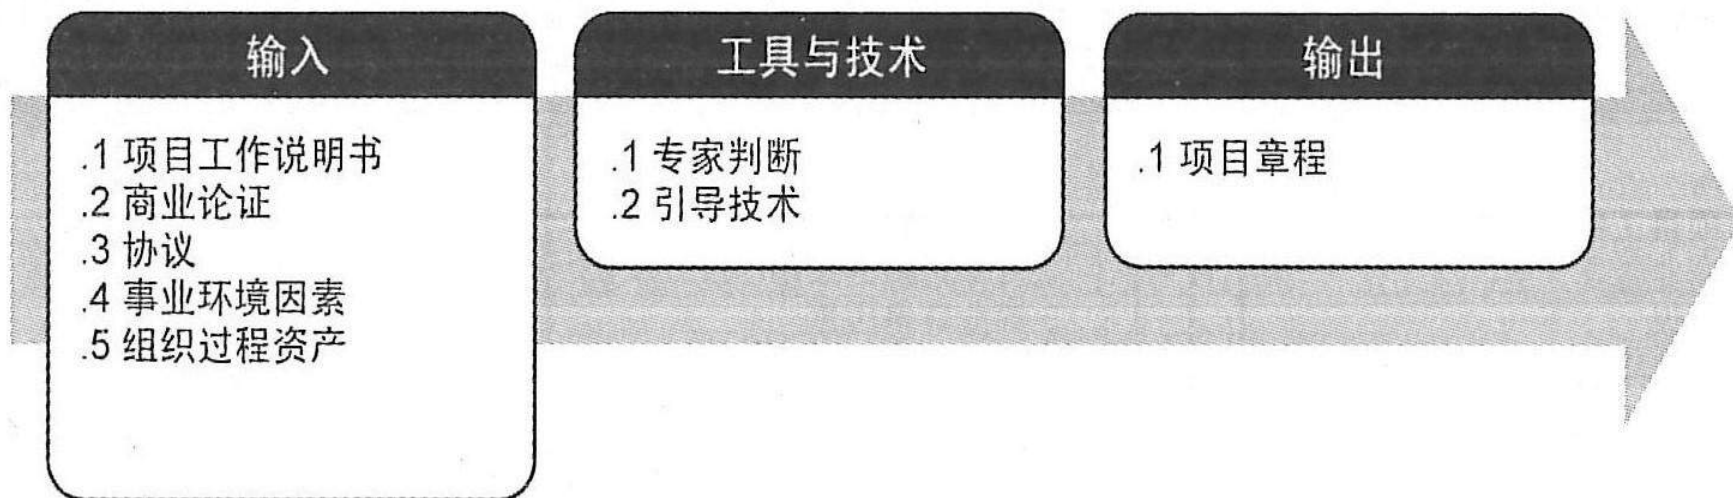 输入
.1 项目工作说明书
.2 商业论证
.3 协议
.4 事业环境因素
.5 组织过程资产
工具与技术
.1 专家判断
.2 引导技术
输出
.1 项目章程